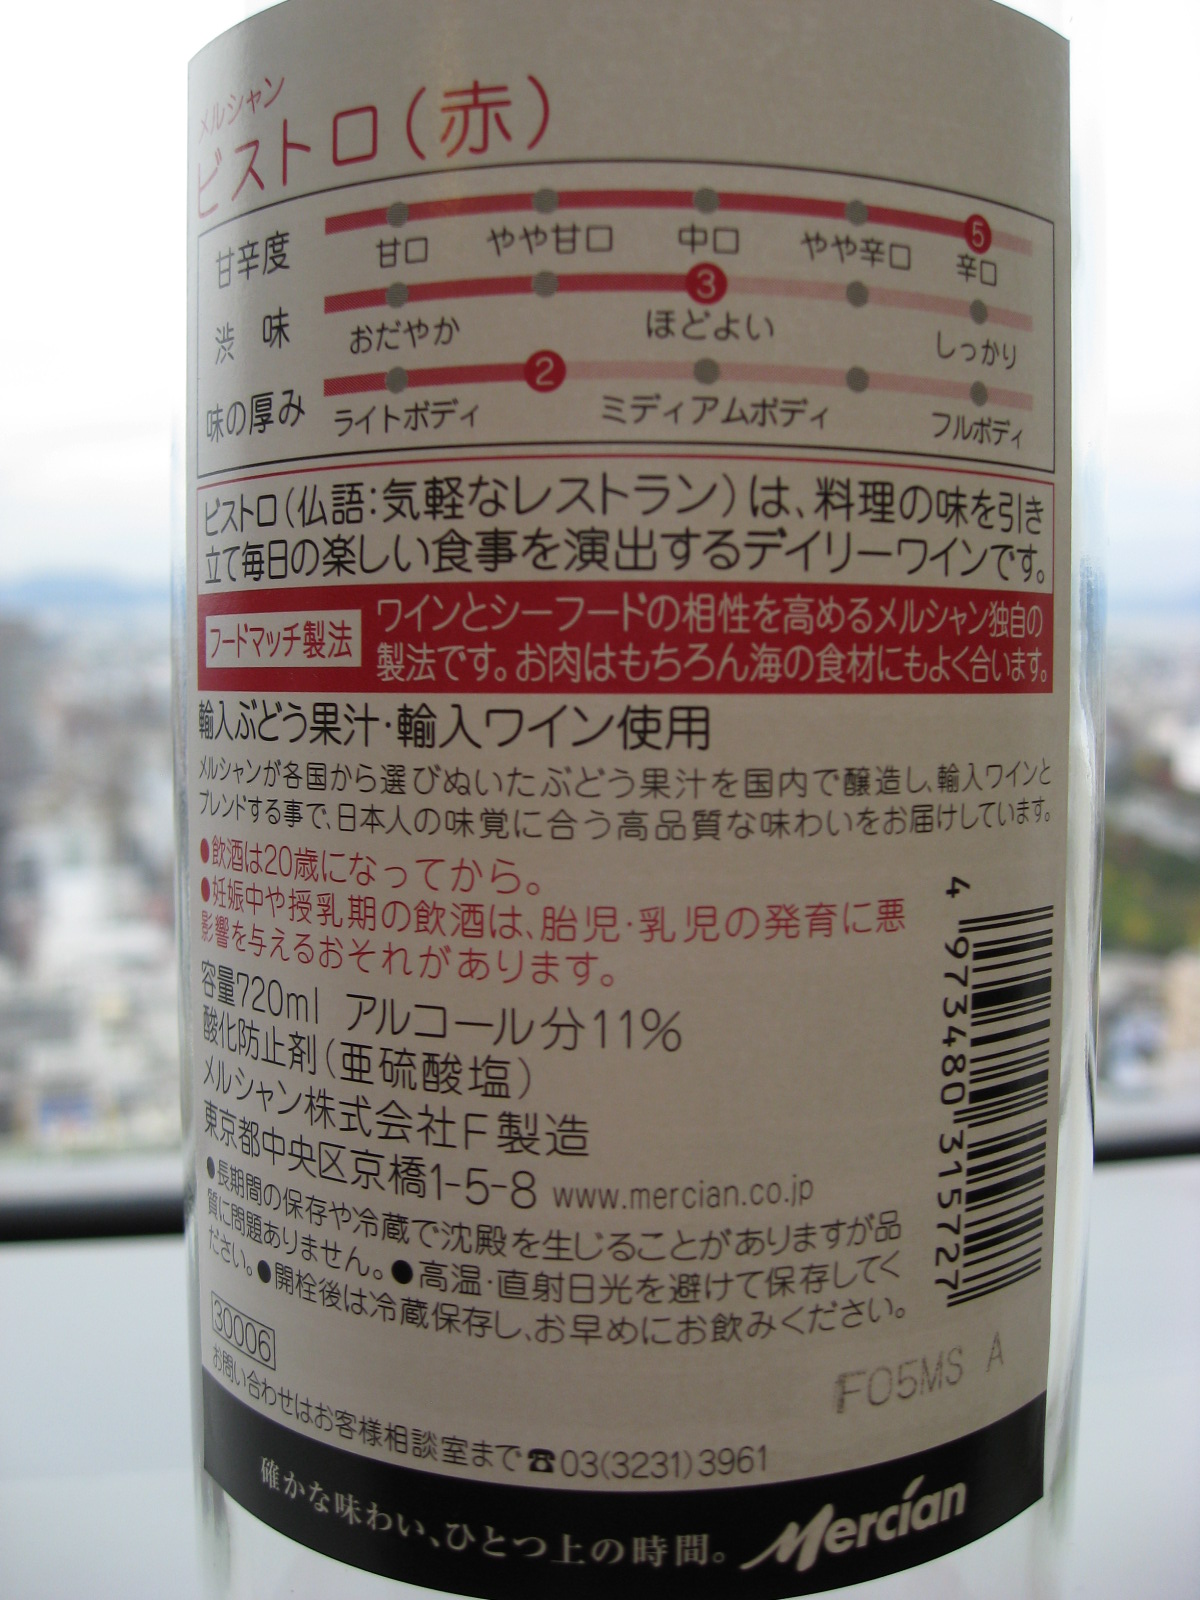 メルシャン
ビストロ（赤）
甘辛度
5
甘口 やや甘口 中口 やや辛口 辛口
渋 味
3
おだやか ほどよい しっかり
味の厚み
2
ライトボディ ミディアムボディ フルボディ
ビストロ（仏語：気軽なレストラン）は、料理の味を引き
立て毎日の楽しい食事を演出するデイリーワインです。
フードマッチ製法
ワインとシーフードの相性を高めるメルシャン独自の
製法です。お肉はもちろん海の食材にもよく合います。
輸入ぶどう果汁・輸入ワイン使用
メルシャンが各国から選びぬいたぶどう果汁を国内で醸造し、輸入ワインと
ブレンドする事で、日本人の味覚に合う高品質な味わいをお届けしています。
●飲酒は20歳になってから。
●妊娠中や授乳期の飲酒は、胎児・乳児の発育に悪
影響を与えるおそれがあります。
容量720ml アルコール分11%
酸化防止剤（亜硫酸塩）
メルシャン株式会社F製造
東京都中央区京橋1-5-8 www.mercian.co.jp
●長期間の保存や冷蔵で沈殿を生じることがありますが品
質に問題ありません。●高温・直射日光を避けて保存してく
ださい。●開栓後は冷蔵保存し、お早めにお飲みください。
4 973480 315727
30006
F05MS A
お問い合わせはお客様相談室まで☎03(3231)3961
確かな味わい、ひとつ上の時間。 Mercian